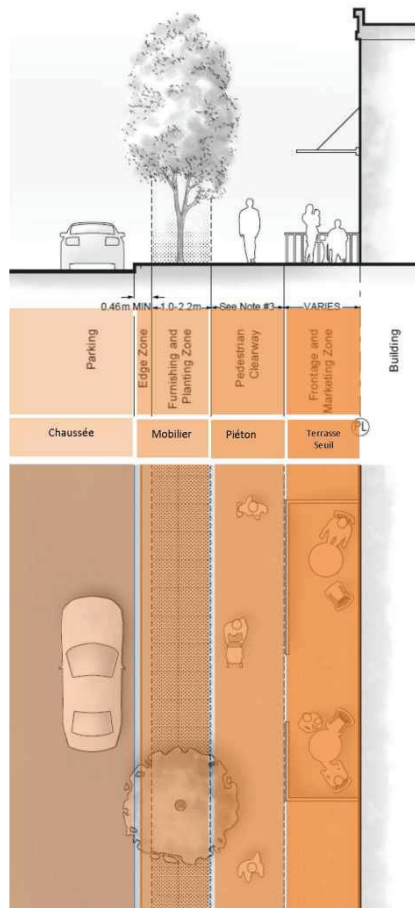 0.46m MIN 1.0-2.2m See Note #3 VARIES
Parking
Edge Zone
Furnishing and
Planting Zone
Pedestrian
Clearway
Frontage and
Marketing Zone
Building
PL
Chaussée
Mobilier
Piéton
Terrasse
Seuil